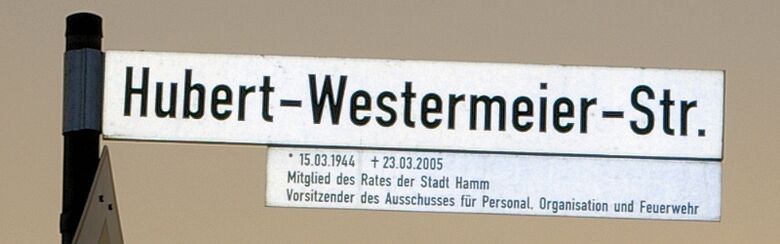 Hubert-Westermeier-Str.
* 15.03.1944 † 23.03.2005
Mitglied des Rates der Stadt Hamm
Vorsitzender des Ausschusses für Personal, Organisation und Feuerwehr